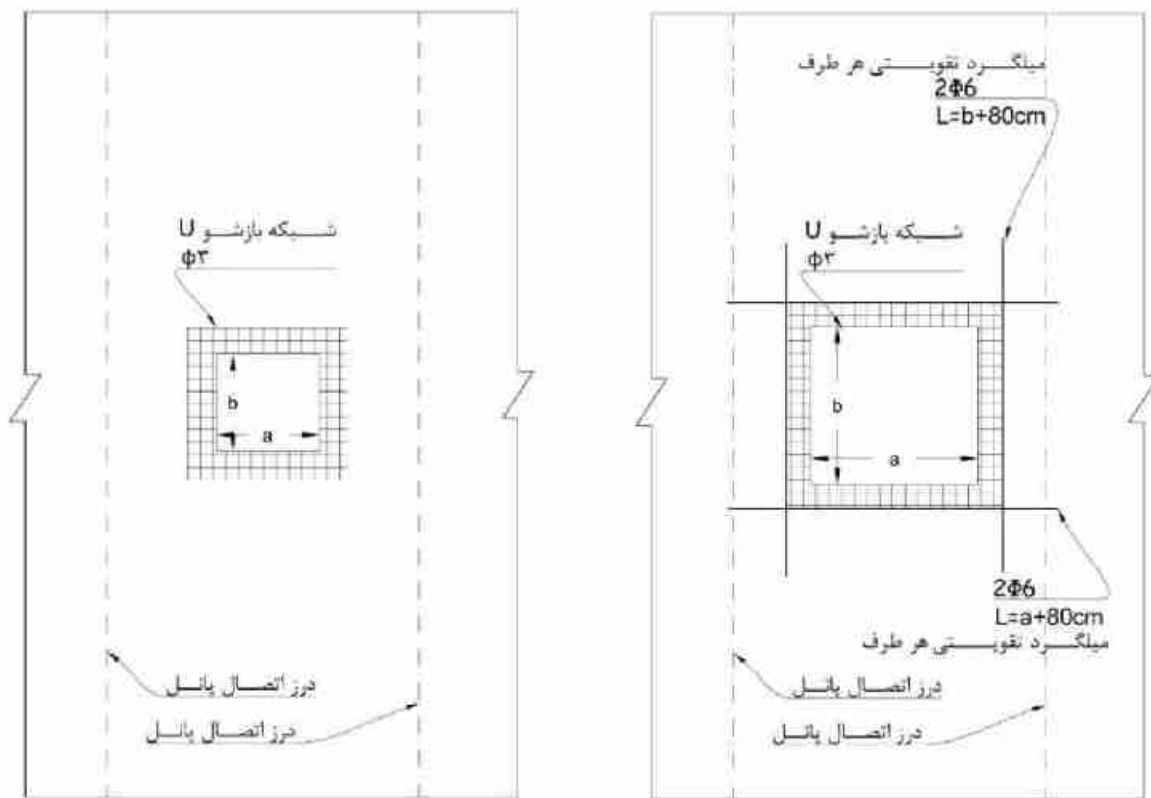 شبکه بازشو U
φ۳
b
a
درز اتصال پانل
درز اتصال پانل
میلگرد تقویتی هر طرف
2Φ6
L=b+80cm
شبکه بازشو U
φ۳
b
a
2Φ6
L=a+80cm
میلگرد تقویتی هر طرف
درز اتصال پانل
درز اتصال پانل